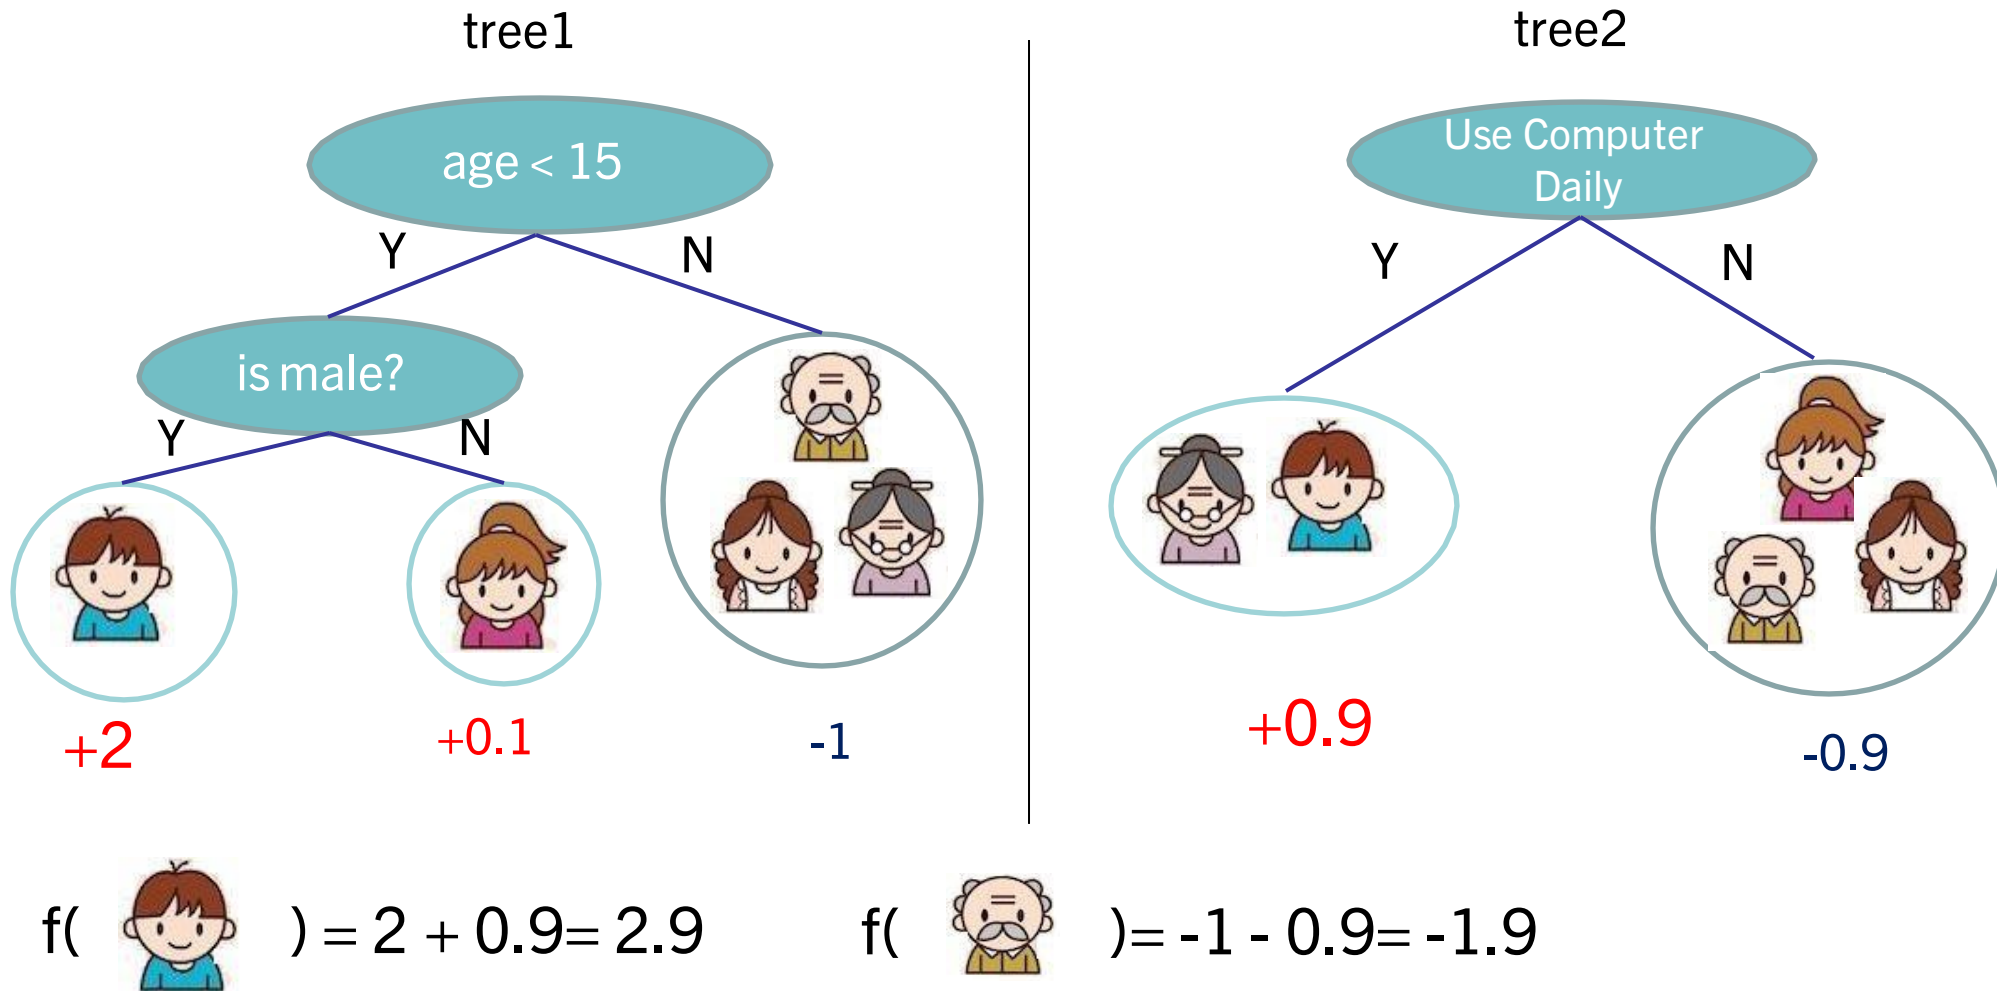 tree1
age < 15
Y
N
is male?
Y
N
+2
+0.1
-1
tree2
Use Computer
Daily
Y
N
+0.9
-0.9
f( ) = 2 + 0.9= 2.9
f( )= -1 - 0.9= -1.9